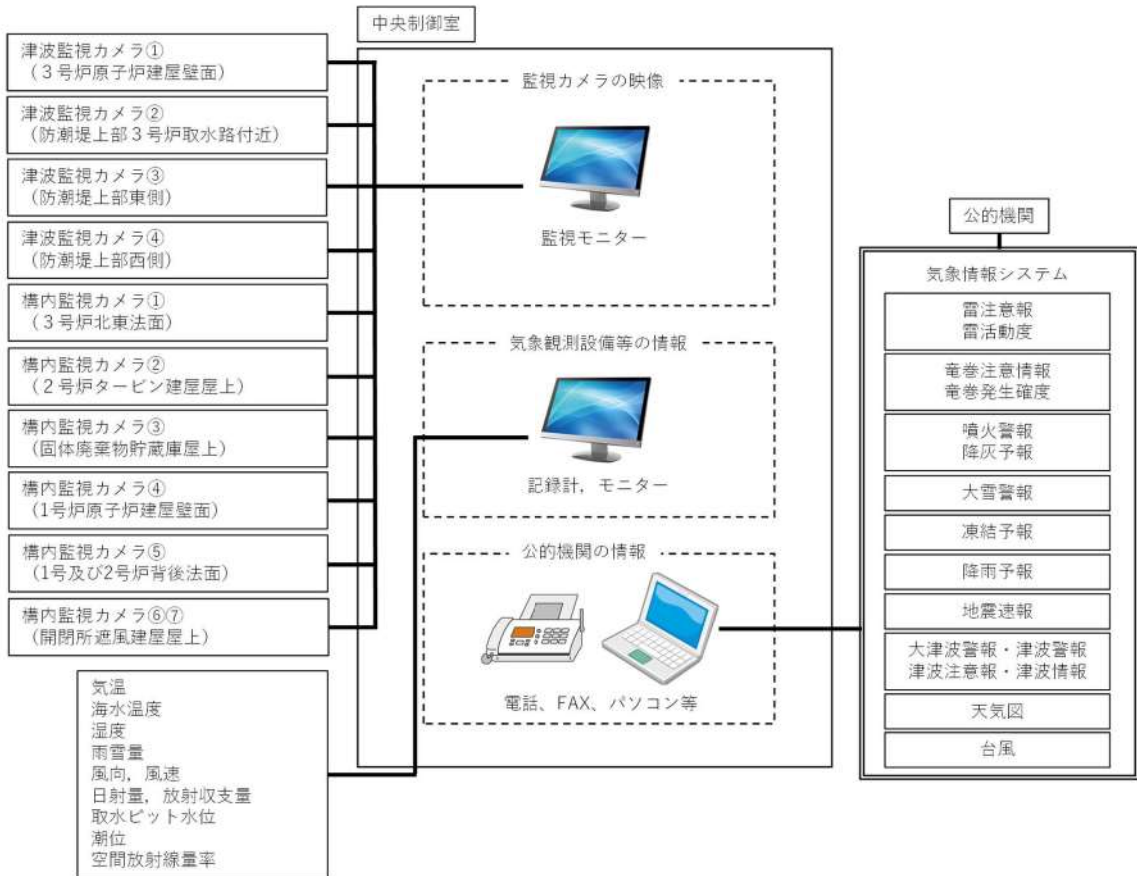 中央制御室
津波監視カメラ①
(３号炉原子炉建屋壁面)
津波監視カメラ②
(防潮堤上部３号炉取水路付近)
津波監視カメラ③
(防潮堤上部東側)
津波監視カメラ④
(防潮堤上部西側)
構内監視カメラ①
(３号炉北東法面)
構内監視カメラ②
(２号炉タービン建屋屋上)
構内監視カメラ③
(固体廃棄物貯蔵庫屋上)
構内監視カメラ④
(1号炉原子炉建屋壁面)
構内監視カメラ⑤
(1号及び2号炉背後法面)
構内監視カメラ⑥⑦
(開閉所遮風建屋屋上)
気温
海水温度
湿度
雨雪量
風向，風速
日射量，放射収支量
取水ピット水位
潮位
空間放射線量率
監視カメラの映像
監視モニター
気象観測設備等の情報
記録計，モニター
公的機関の情報
電話、FAX、パソコン等
公的機関
気象情報システム
雷注意報
雷活動度
竜巻注意情報
竜巻発生確度
噴火警報
降灰予報
大雪警報
凍結予報
降雨予報
地震速報
大津波警報・津波警報
津波注意報・津波情報
天気図
台風